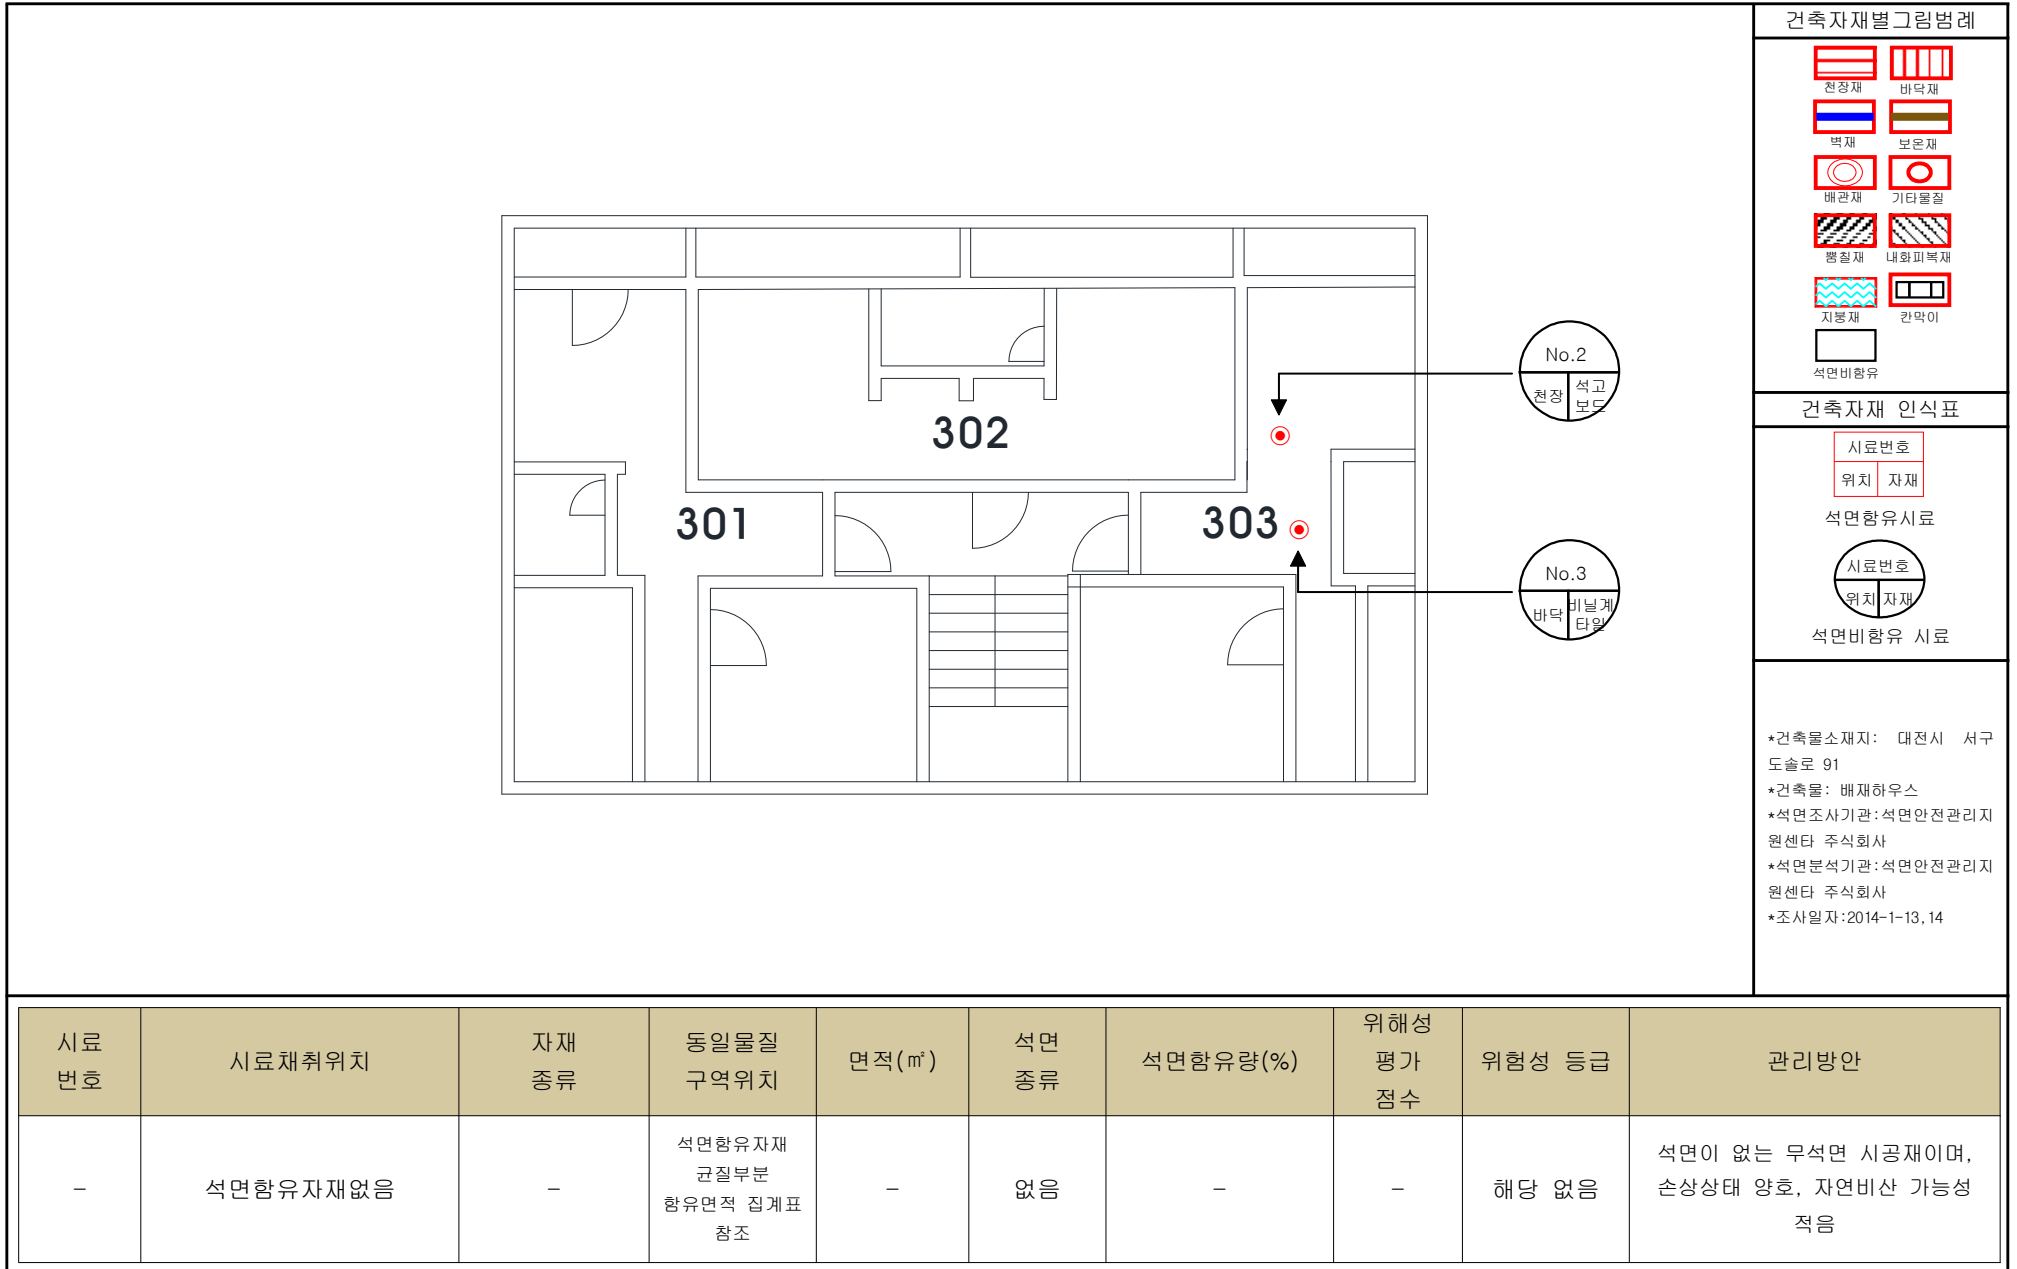 건축자재별그림범례
천장재
바닥재
벽재
보온재
배관재
기타물질
뿜칠재
내화피복재
지붕재
칸막이
석면비함유
건축자재 인식표
시료번호
위치 자재
석면함유시료
시료번호
위치 자재
석면비함유 시료
*건축물소재지: 대전시 서구
도솔로 91
*건축물: 배재하우스
*석면조사기관:석면안전관리지
원센타 주식회사
*석면분석기관:석면안전관리지
원센타 주식회사
*조사일자:2014-1-13,14
No.2
천장
석고
보드
302
301
303
No.3
바닥
비닐계
타일
시료
번호
시료채취위치
자재
종류
동일물질
구역위치
면적(㎡)
석면
종류
석면함유량(%)
위해성
평가
점수
위험성 등급
관리방안
-
석면함유자재없음
-
석면함유자재
균질부분
함유면적 집계표
참조
-
없음
-
-
해당 없음
석면이 없는 무석면 시공재이며,
손상상태 양호, 자연비산 가능성
적음